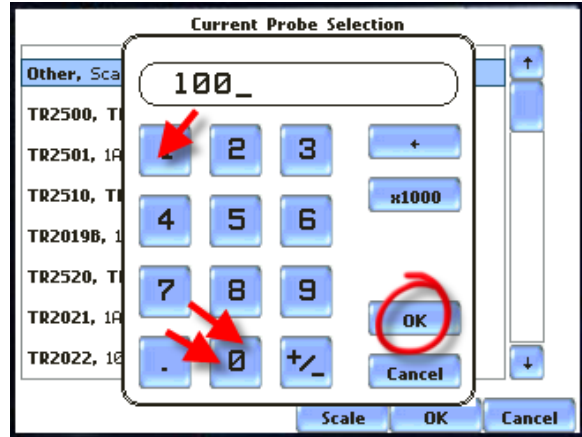 Current Probe Selection
Other, Sca
100_
TR2500, T
TR2501, 1A
1 2 3 ←
TR2510, T
x1000
TR2019B, 1
4 5 6
TR2520, T
7 8 9
TR2021, 1A
OK
TR2022, 10
. 0 +/_ Cancel
Scale OK Cancel